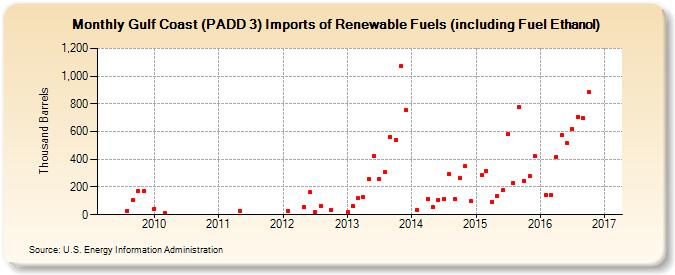 Monthly Gulf Coast (PADD 3) Imports of Renewable Fuels (including Fuel Ethanol)
Thousand Barrels
1,200
1,000
800
600
400
200
0
2010 2011 2012 2013 2014 2015 2016 2017
Source: U.S. Energy Information Administration